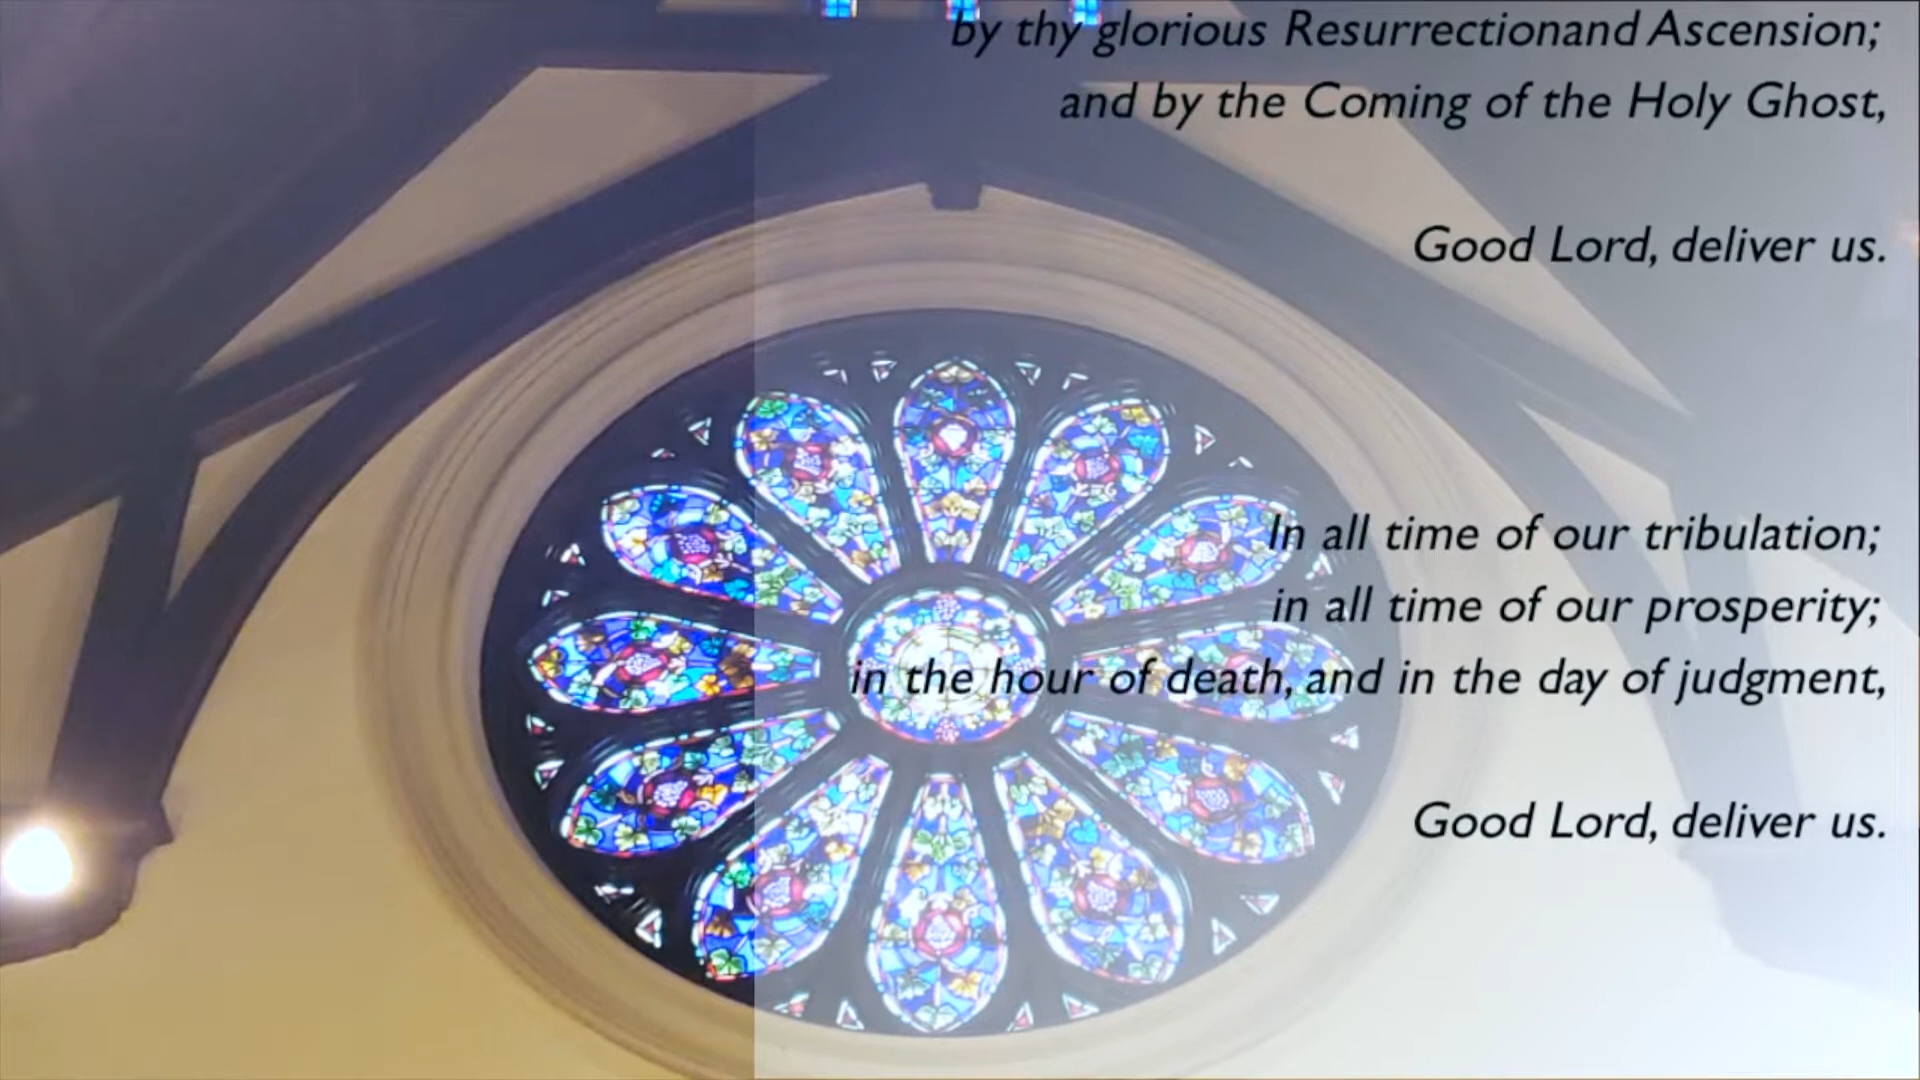 by thy glorious Resurrectionand Ascension;
and by the Coming of the Holy Ghost,
Good Lord, deliver us.
In all time of our tribulation;
in all time of our prosperity;
in the hour of death, and in the day of judgment,
Good Lord, deliver us.